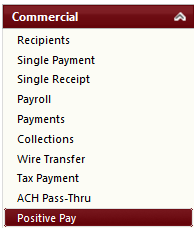 Commercial
Recipients
Single Payment
Single Receipt
Payroll
Payments
Collections
Wire Transfer
Tax Payment
ACH Pass-Thru
Positive Pay